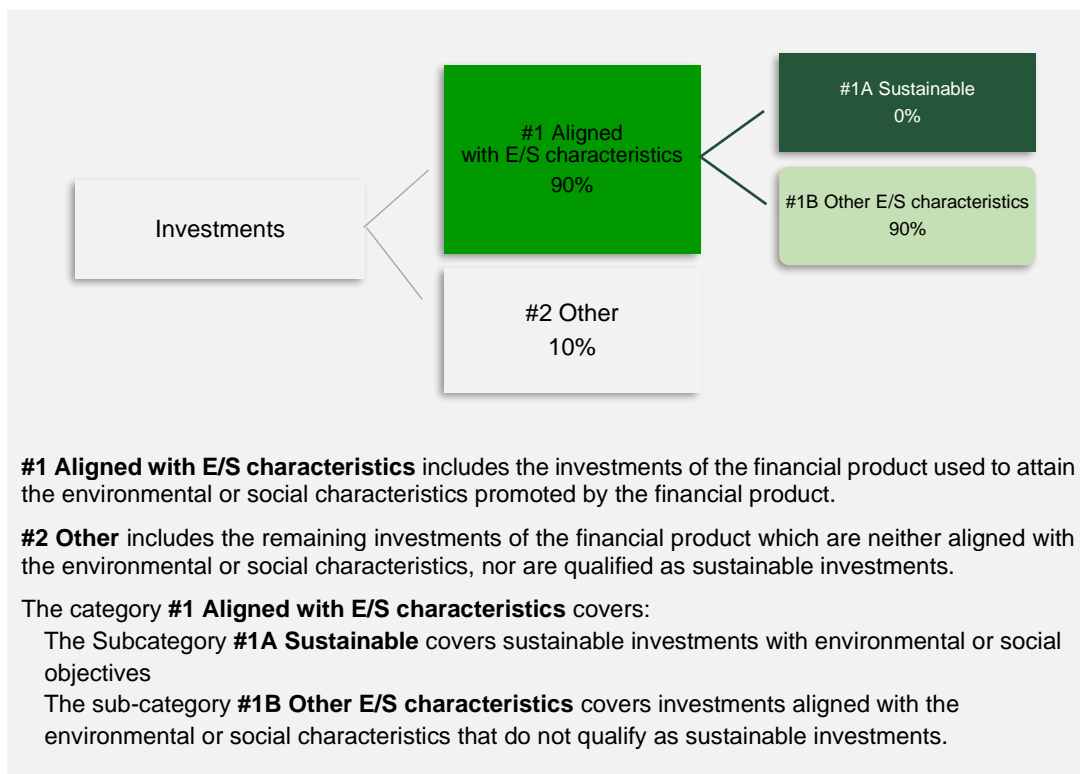 #1A Sustainable
0%
#1 Aligned
with E/S characteristics
90%
#1B Other E/S characteristics
90%
Investments
#2 Other
10%
#1 Aligned with E/S characteristics includes the investments of the financial product used to attain
the environmental or social characteristics promoted by the financial product.
#2 Other includes the remaining investments of the financial product which are neither aligned with
the environmental or social characteristics, nor are qualified as sustainable investments.
The category #1 Aligned with E/S characteristics covers:
The Subcategory #1A Sustainable covers sustainable investments with environmental or social
objectives
The sub-category #1B Other E/S characteristics covers investments aligned with the
environmental or social characteristics that do not qualify as sustainable investments.